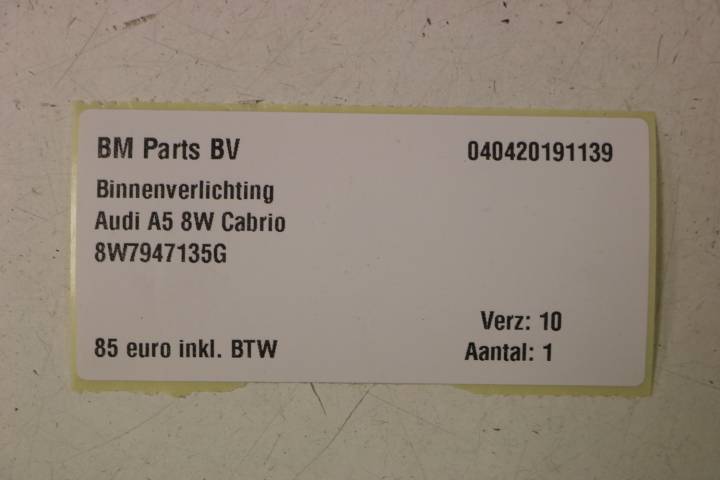 BM Parts BV 040420191139
Binnenverlichting
Audi A5 8W Cabrio
8W7947135G
Verz: 10
85 euro inkl. BTW Aantal: 1